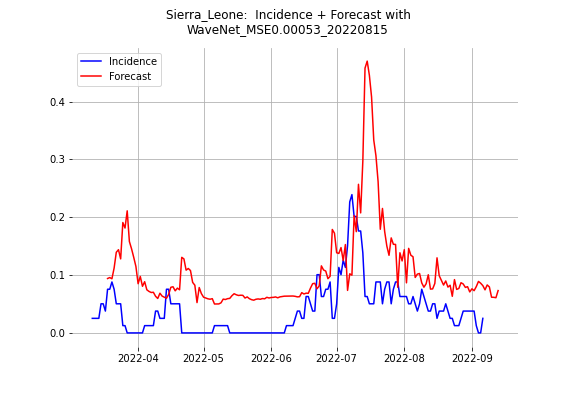 Sierra_Leone:  Incidence + Forecast with
WaveNet_MSE0.00053_20220815
Incidence
Forecast
0.4
0.3
0.2
0.1
0.0
2022-04 2022-05 2022-06 2022-07 2022-08 2022-09